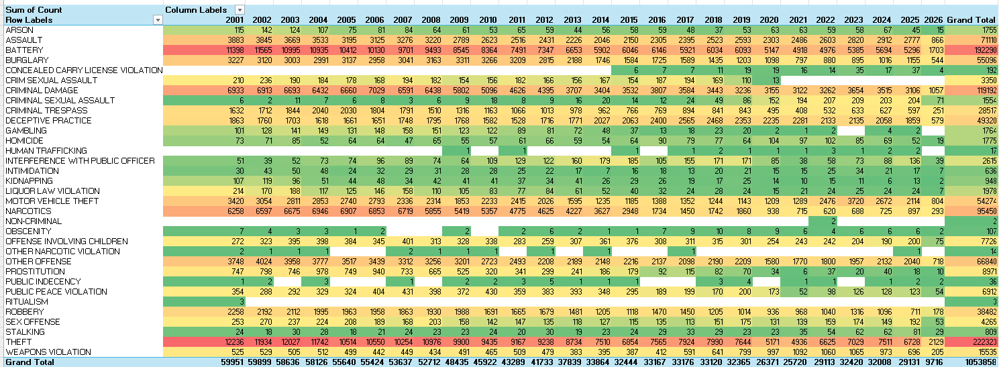 Sum of Count Column Labels
Row Labels 2001 2002 2003 2004 2005 2006 2007 2008 2009 2010 2011 2012 2013 2014 2015 2016 2017 2018 2019 2020 2021 2022 2023 2024 2025 2026 Grand Total
ARSON 115 142 124 107 75 81 84 64 61 53 65 59 44 56 58 59 48 37 53 63 63 59 58 67 45 15 1755
ASSAULT 3883 3845 3669 3533 3195 3125 3276 3220 2789 2623 2516 2431 2226 2046 2150 2305 2395 2544 2593 2303 2486 2603 2820 2912 2777 866 71110
BATTERY 11398 11565 10995 10935 10412 10130 9701 9493 8545 8364 7491 7347 6653 5902 6046 6146 5921 6034 6093 5147 4918 4976 5385 5694 5296 1703 192290
BURGLARY 3227 3120 3003 2991 3137 2958 3041 3163 3311 3266 3209 2815 2188 1746 1584 1725 1589 1435 1203 1098 797 880 895 1016 1155 544 55096
CONCEALED CARRY LICENSE VIOLATION 6 7 7 11 19 19 16 14 35 17 37 4 192
CRIM SEXUAL ASSAULT 210 236 190 184 178 168 194 182 154 156 182 166 156 167 154 187 194 169 110 13 3350
CRIMINAL DAMAGE 6933 6913 6693 6432 6660 7029 6591 6438 5802 5096 4626 4395 3707 3404 3532 3807 3584 3443 3236 3155 3122 3262 3654 3515 3106 1057 119192
CRIMINAL SEXUAL ASSAULT 6 2 11 7 6 8 3 6 9 18 8 9 16 20 14 12 24 49 86 152 194 207 209 203 204 71 1554
CRIMINAL TRESPASS 1632 1712 1844 2040 2030 1804 1791 1510 1316 1163 1066 1013 978 962 766 769 894 841 843 495 408 532 633 627 597 251 28517
DECEPTIVE PRACTICE 1863 1760 1703 1618 1661 1651 1748 1795 1768 1582 1528 1716 1771 2027 2063 2400 2565 2468 2353 2235 2281 2133 2135 2058 1859 579 49320
GAMBLING 101 128 141 149 131 148 158 151 123 122 89 81 72 48 37 13 18 23 20 2 1 2 4 2 1764
HOMICIDE 73 71 85 52 64 64 47 65 55 57 61 66 59 54 64 90 79 77 64 104 97 102 85 69 52 19 1775
HUMAN TRAFFICKING 1 1 1 1 2 1 1 1 3 1 2 2 17
INTERFERENCE WITH PUBLIC OFFICER 51 39 52 73 74 96 89 74 64 109 129 122 160 179 185 105 155 171 171 85 38 58 73 88 136 39 2615
INTIMIDATION 30 43 50 48 24 32 29 31 28 28 25 22 17 7 16 18 13 20 21 15 15 25 34 21 17 7 636
KIDNAPPING 107 119 96 51 44 48 34 42 41 41 37 34 41 26 29 26 19 17 25 14 10 15 11 6 13 2 948
LIQUOR LAW VIOLATION 214 170 188 117 125 146 158 110 105 83 77 84 61 52 40 32 24 28 24 15 21 24 25 24 24 7 1978
MOTOR VEHICLE THEFT 3420 3054 2811 2853 2740 2793 2336 2314 1853 2233 2415 2026 1595 1235 1185 1388 1352 1244 1143 1209 1289 2476 3720 2672 2114 804 54274
NARCOTICS 6258 6597 6675 6946 6907 6853 6719 5855 5419 5357 4775 4625 4227 3627 2948 1734 1450 1742 1860 938 715 620 688 725 897 293 95450
NON-CRIMINAL 2 2
OBSCENITY 7 4 3 3 1 2 2 2 6 2 1 1 7 9 10 8 9 6 4 6 6 6 2 107
OFFENSE INVOLVING CHILDREN 272 323 395 398 384 345 401 313 328 338 283 259 307 361 376 308 311 315 301 254 243 242 204 190 200 75 7726
OTHER NARCOTIC VIOLATION 2 1 1 1 2 1 1 1 1 1 1 1 14
OTHER OFFENSE 3748 4024 3958 3777 3517 3439 3312 3256 3201 2723 2493 2208 2189 2148 2216 2137 2098 2190 2209 1580 1770 1800 1957 2132 2040 718 66840
PROSTITUTION 747 798 746 978 749 940 733 665 525 320 341 299 241 186 179 92 115 82 70 34 6 37 20 40 18 10 8971
PUBLIC INDECENCY 1 2 3 1 2 2 3 5 1 1 1 3 4 1 1 1 2 2 36
PUBLIC PEACE VIOLATION 354 288 292 329 324 404 431 398 372 430 359 383 393 348 295 189 199 170 200 173 52 98 126 128 123 54 6912
RITUALISM 3 3
ROBBERY 2258 2192 2112 1995 1963 1958 1863 1930 1988 1691 1665 1679 1481 1205 1118 1470 1450 1205 1014 936 968 1040 1316 1096 711 178 38482
SEX OFFENSE 253 270 237 224 208 189 168 203 158 142 147 135 118 127 115 135 113 151 175 131 139 159 174 149 192 53 4265
STALKING 24 18 30 28 18 21 24 23 23 24 20 30 19 23 24 29 33 29 23 23 35 54 62 62 81 29 809
THEFT 12236 11934 12027 11742 10514 10550 10254 10976 9900 9435 9167 9238 8734 7510 6854 7565 7924 7990 7644 5171 4936 6625 7029 7511 6728 2129 222323
WEAPONS VIOLATION 525 529 505 512 499 442 449 434 491 465 509 479 383 395 387 412 591 641 799 997 1092 1060 1065 973 696 205 15535
Grand Total 59951 59899 58636 58126 55640 55424 53637 52712 48435 45922 43289 41733 37839 33864 32444 33167 33176 33120 32365 26371 25720 29113 32420 32008 29131 9716 1053858